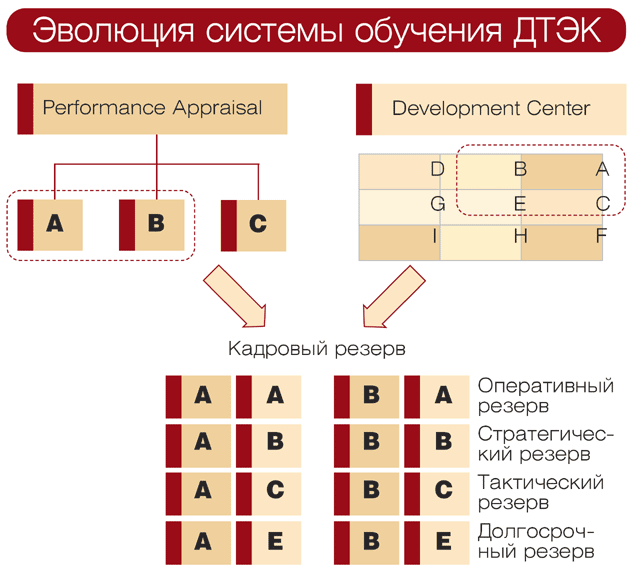 Эволюция системы обучения ДТЭК
Performance Appraisal
Development Center
A B C
D B A
G E C
I H F
Кадровый резерв
A A B A
Оперативный
резерв
A B B B
Стратегичес-
кий резерв
A C B C
Тактический
резерв
A E B E
Долгосроч-
ный резерв